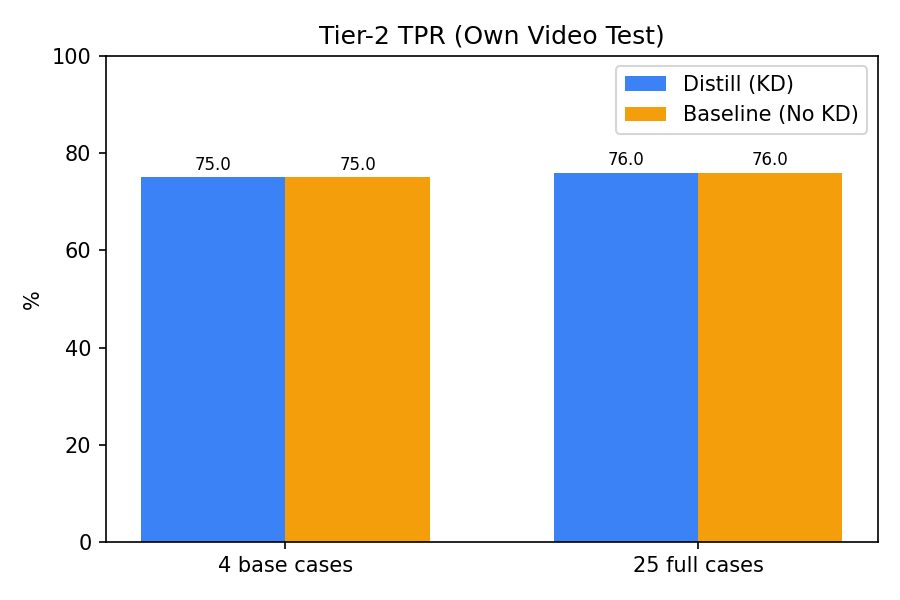 Tier-2 TPR (Own Video Test)
Distill (KD)
Baseline (No KD)
%
100
80
60
40
20
0
75.0
75.0
76.0
76.0
4 base cases
25 full cases